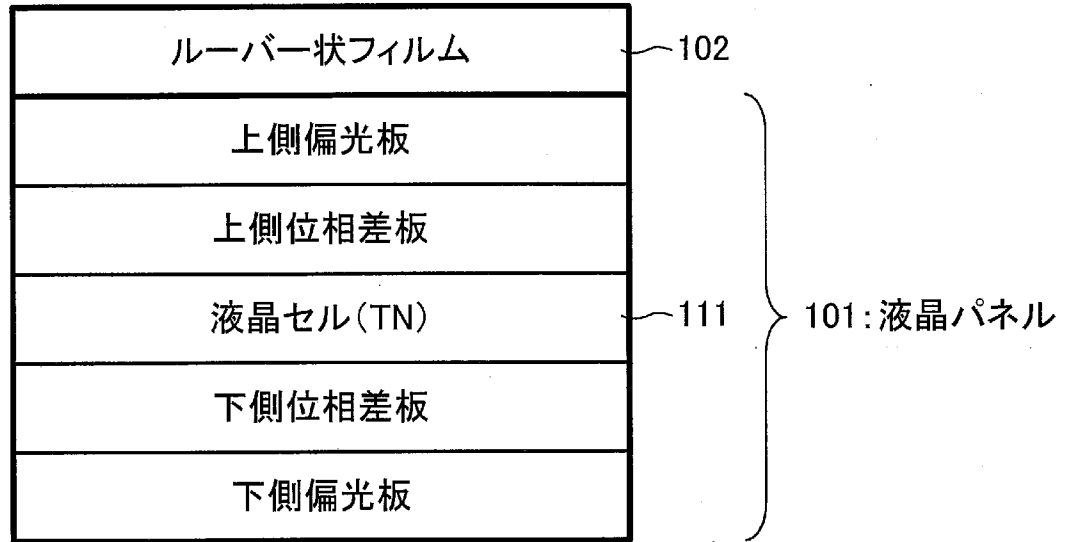 ルーバー状フィルム 102
上側偏光板
上側位相差板
液晶セル(TN) 111
101:液晶パネル
下側位相差板
下側偏光板